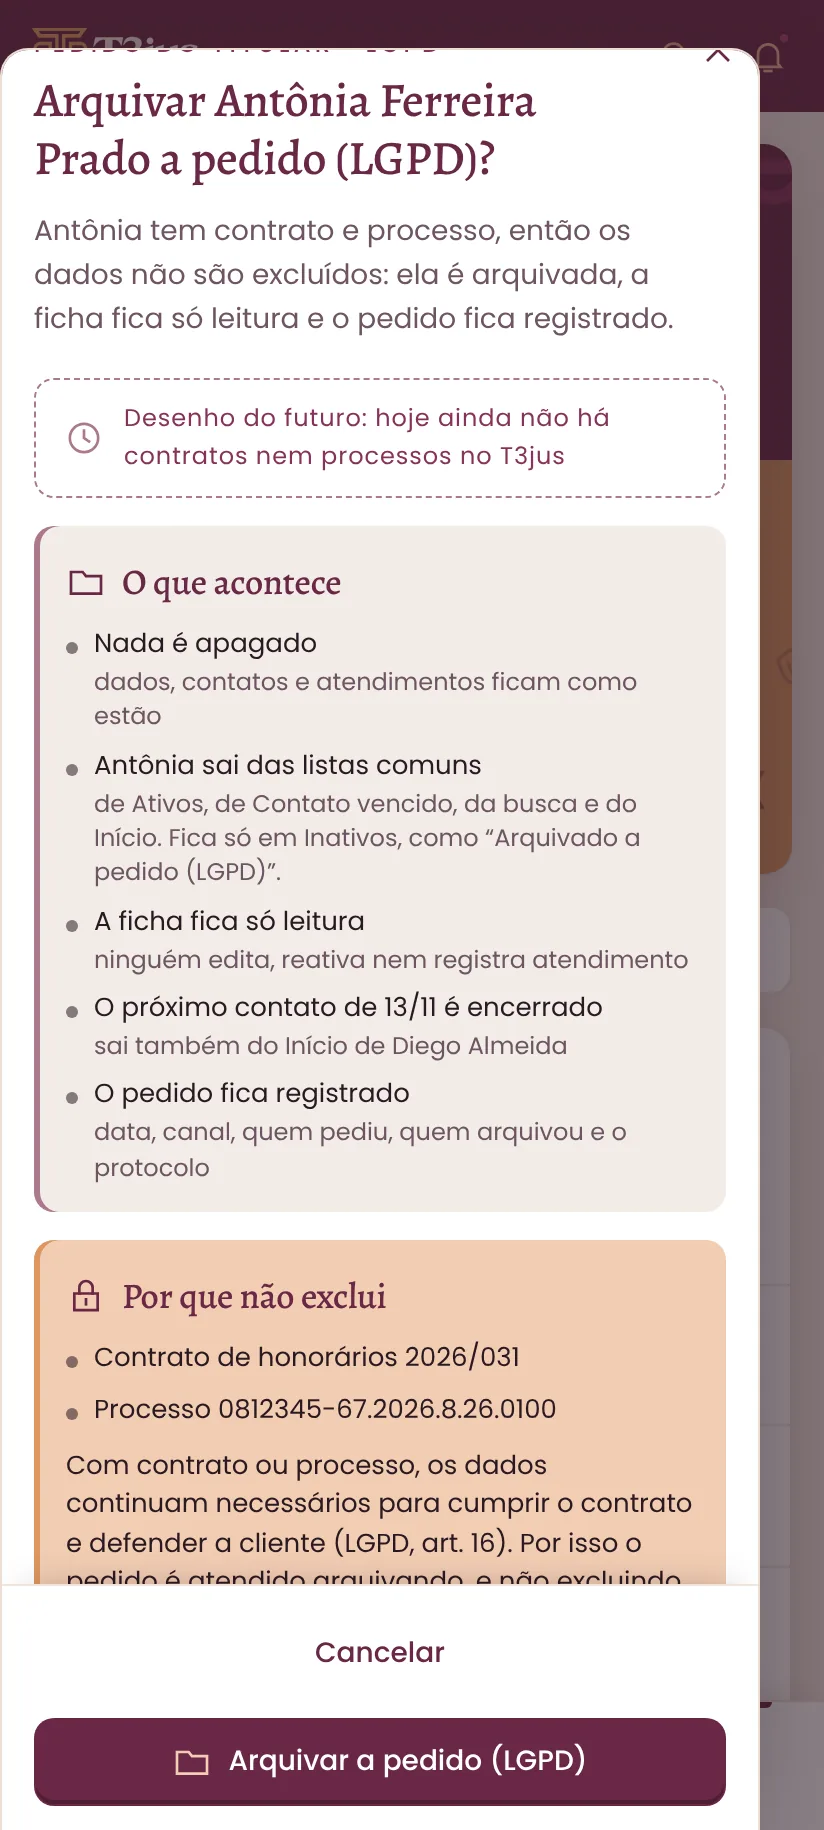 Arquivar Antônia Ferreira
Prado a pedido (LGPD)?
Antônia tem contrato e processo, então os
dados não são excluídos: ela é arquivada, a
ficha fica só leitura e o pedido fica registrado.
Desenho do futuro: hoje ainda não há
contratos nem processos no T3jus
O que acontece
Nada é apagado
dados, contatos e atendimentos ficam como
estão
Antônia sai das listas comuns
de Ativos, de Contato vencido, da busca e do
Início. Fica só em Inativos, como “Arquivado a
pedido (LGPD)”.
A ficha fica só leitura
ninguém edita, reativa nem registra atendimento
O próximo contato de 13/11 é encerrado
sai também do Início de Diego Almeida
O pedido fica registrado
data, canal, quem pediu, quem arquivou e o
protocolo
Por que não exclui
Contrato de honorários 2026/031
Processo 0812345-67.2026.8.26.0100
Com contrato ou processo, os dados
continuam necessários para cumprir o contrato
e defender a cliente (LGPD, art. 16). Por isso o
pedido é atendido arquivando, e não excluindo
Cancelar
Arquivar a pedido (LGPD)